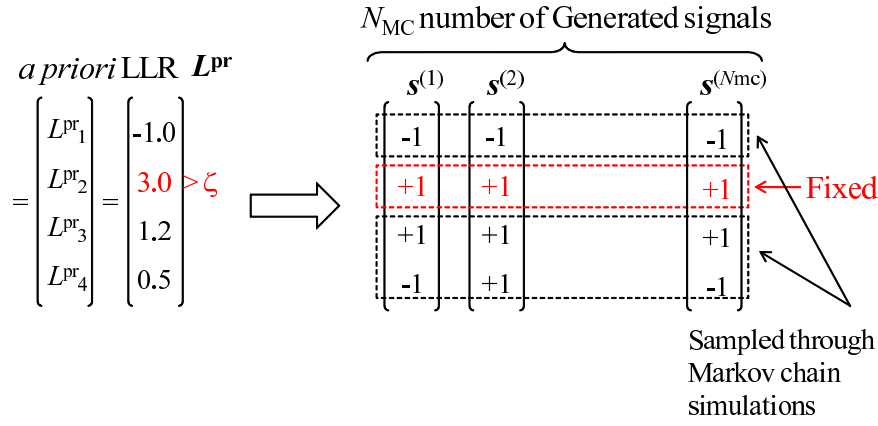 N_MC number of Generated signals
a priori LLR L^pr
s^(1) s^(2) s^(Nmc)
L^pr_1 -1.0 -1 -1 -1
= L^pr_2 = 3.0 > ζ +1 +1 +1 Fixed
L^pr_3 1.2 +1 +1 +1
L^pr_4 0.5 -1 +1 -1
Sampled through
Markov chain
simulations